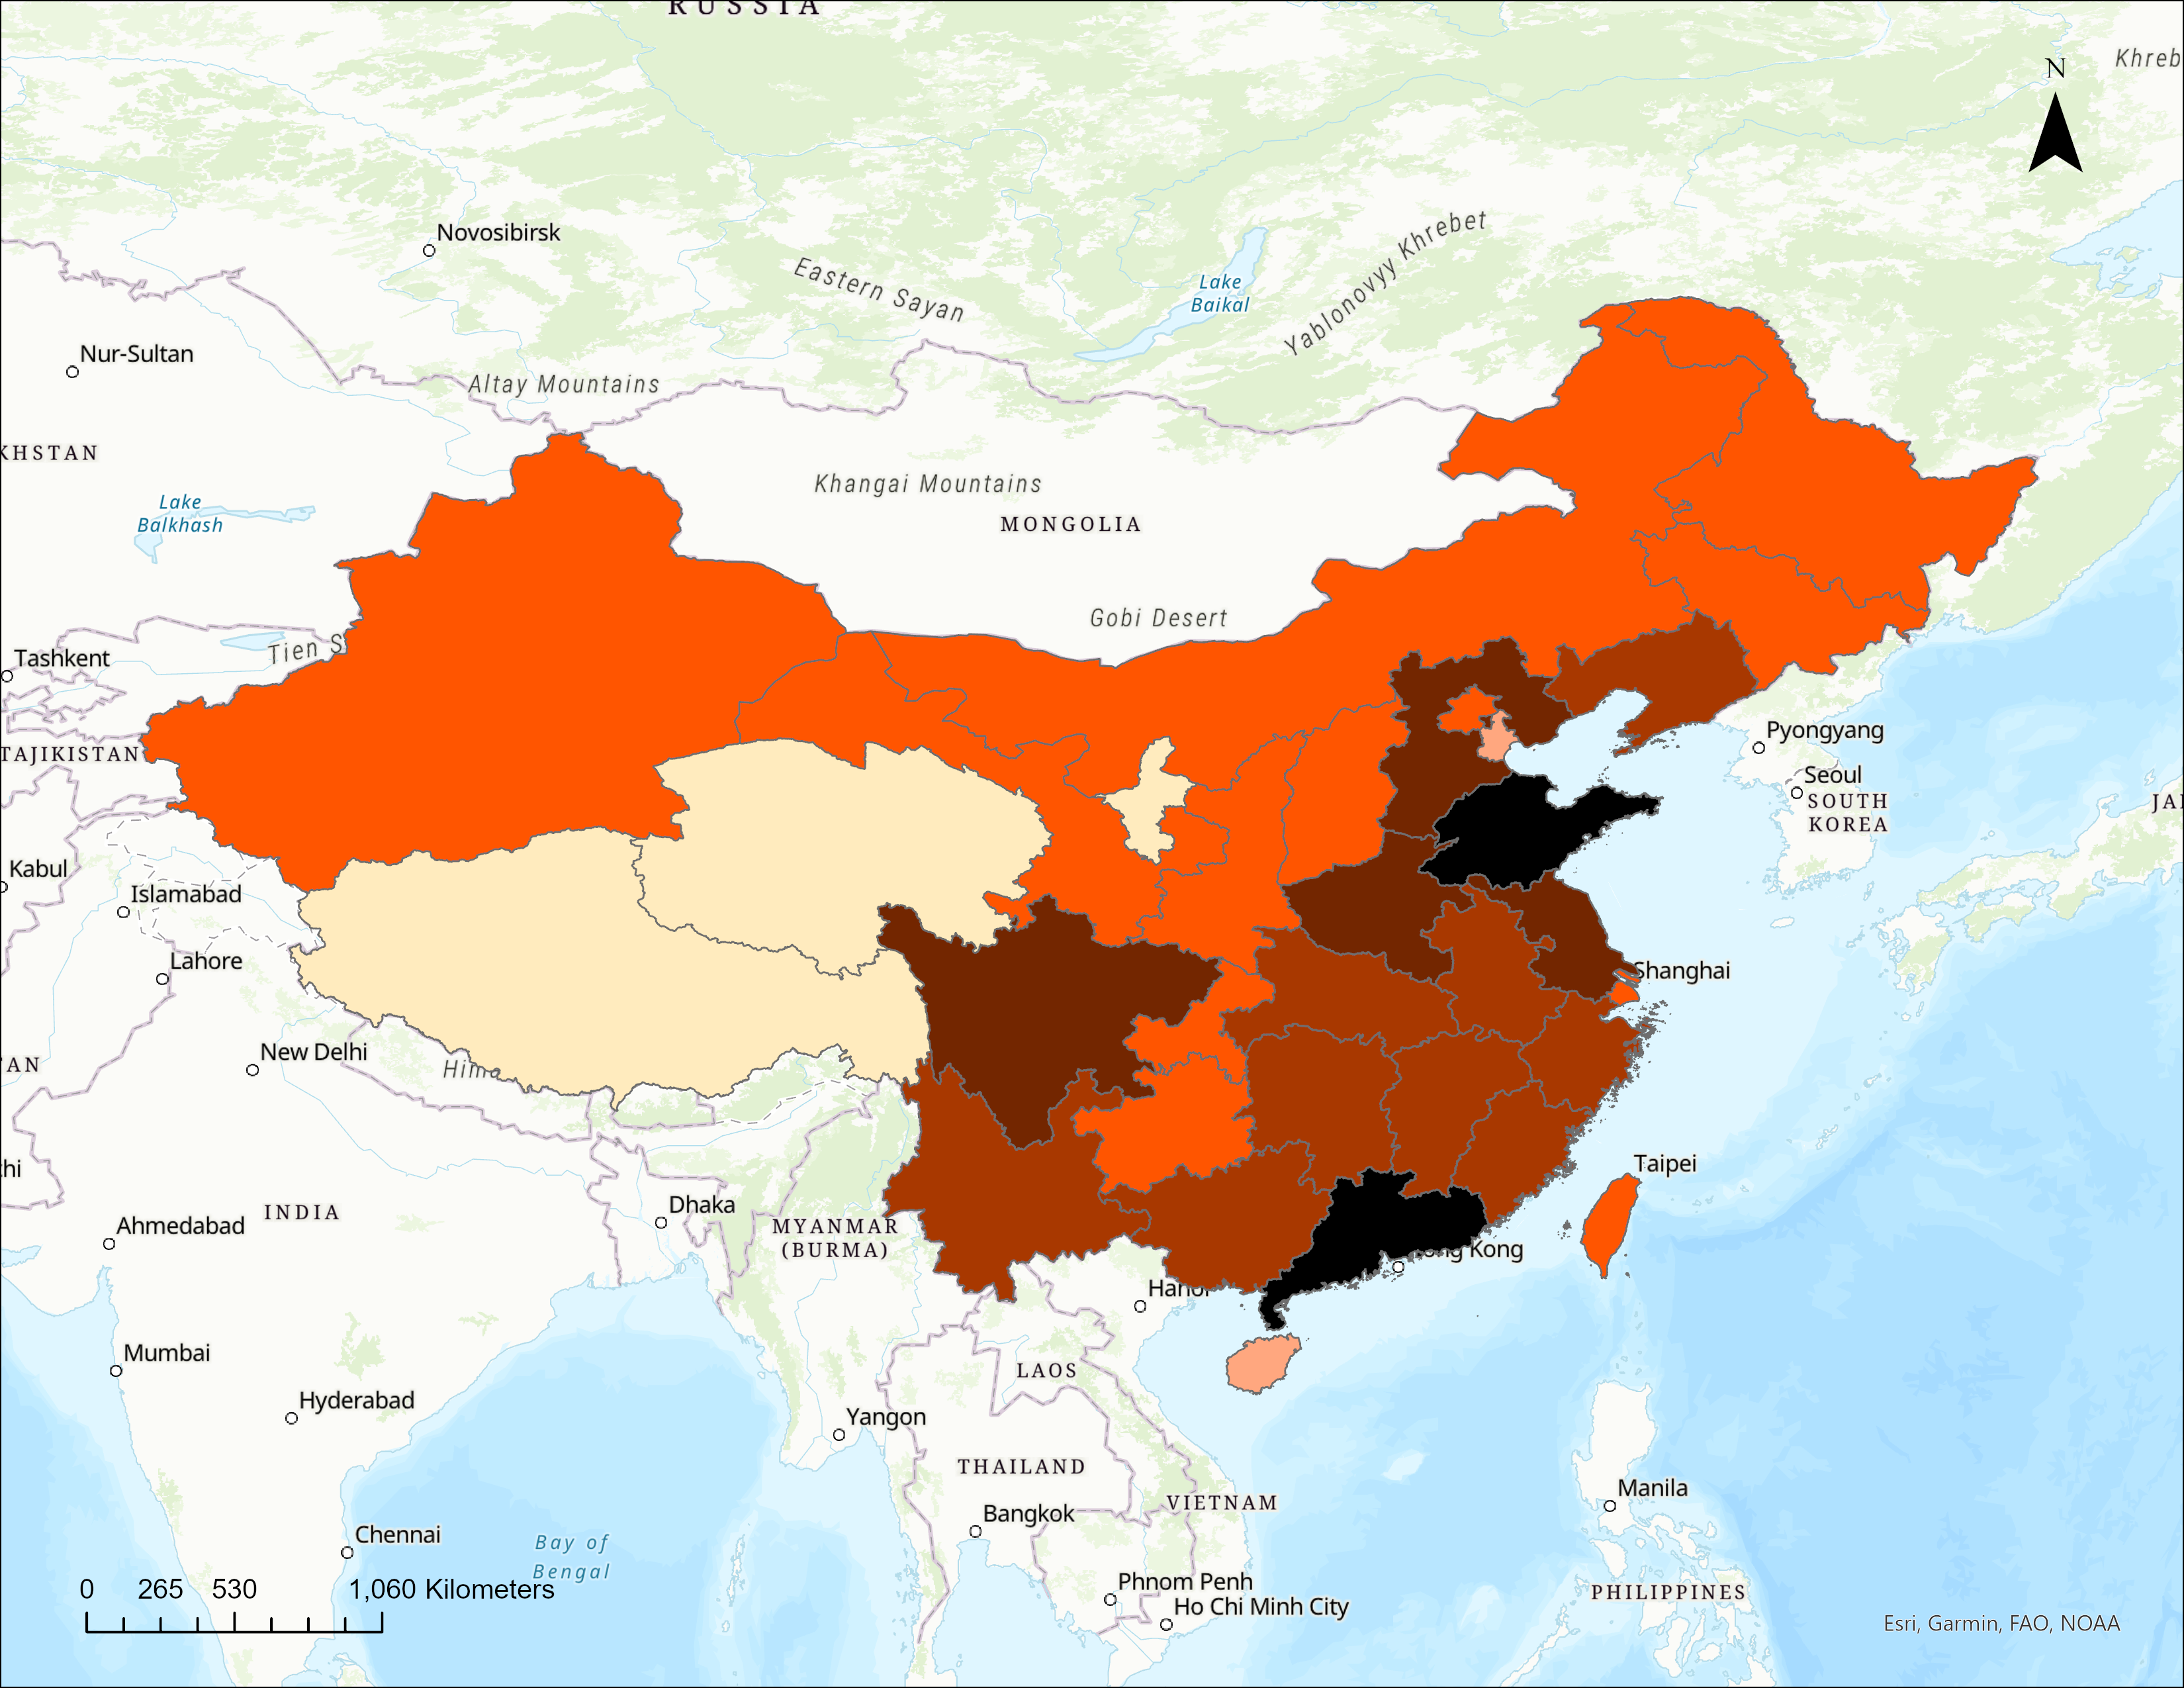 RUSSIA
Khreb
N
Novosibirsk
Eastern Sayan
Lake
Baikal
Yablonovyy Khrebet
Nur-Sultan
Altay Mountains
KHSTAN
Khangai Mountains
Lake
Balkhash
MONGOLIA
Gobi Desert
Tien S
Tashkent
Pyongyang
TAJIKISTAN
Seoul
SOUTH
KOREA
JA
Kabul
Islamabad
Lahore
Shanghai
New Delhi
AN
Hima
hi
Taipei
INDIA
Dhaka
Ahmedabad
MYANMAR
(BURMA)
ong Kong
Hanoi
Mumbai
LAOS
Hyderabad
Yangon
THAILAND
Manila
VIETNAM
Bangkok
Chennai
Bay of
Bengal
Phnom Penh
0 265 530 1,060 Kilometers
PHILIPPINES
Ho Chi Minh City
Esri, Garmin, FAO, NOAA